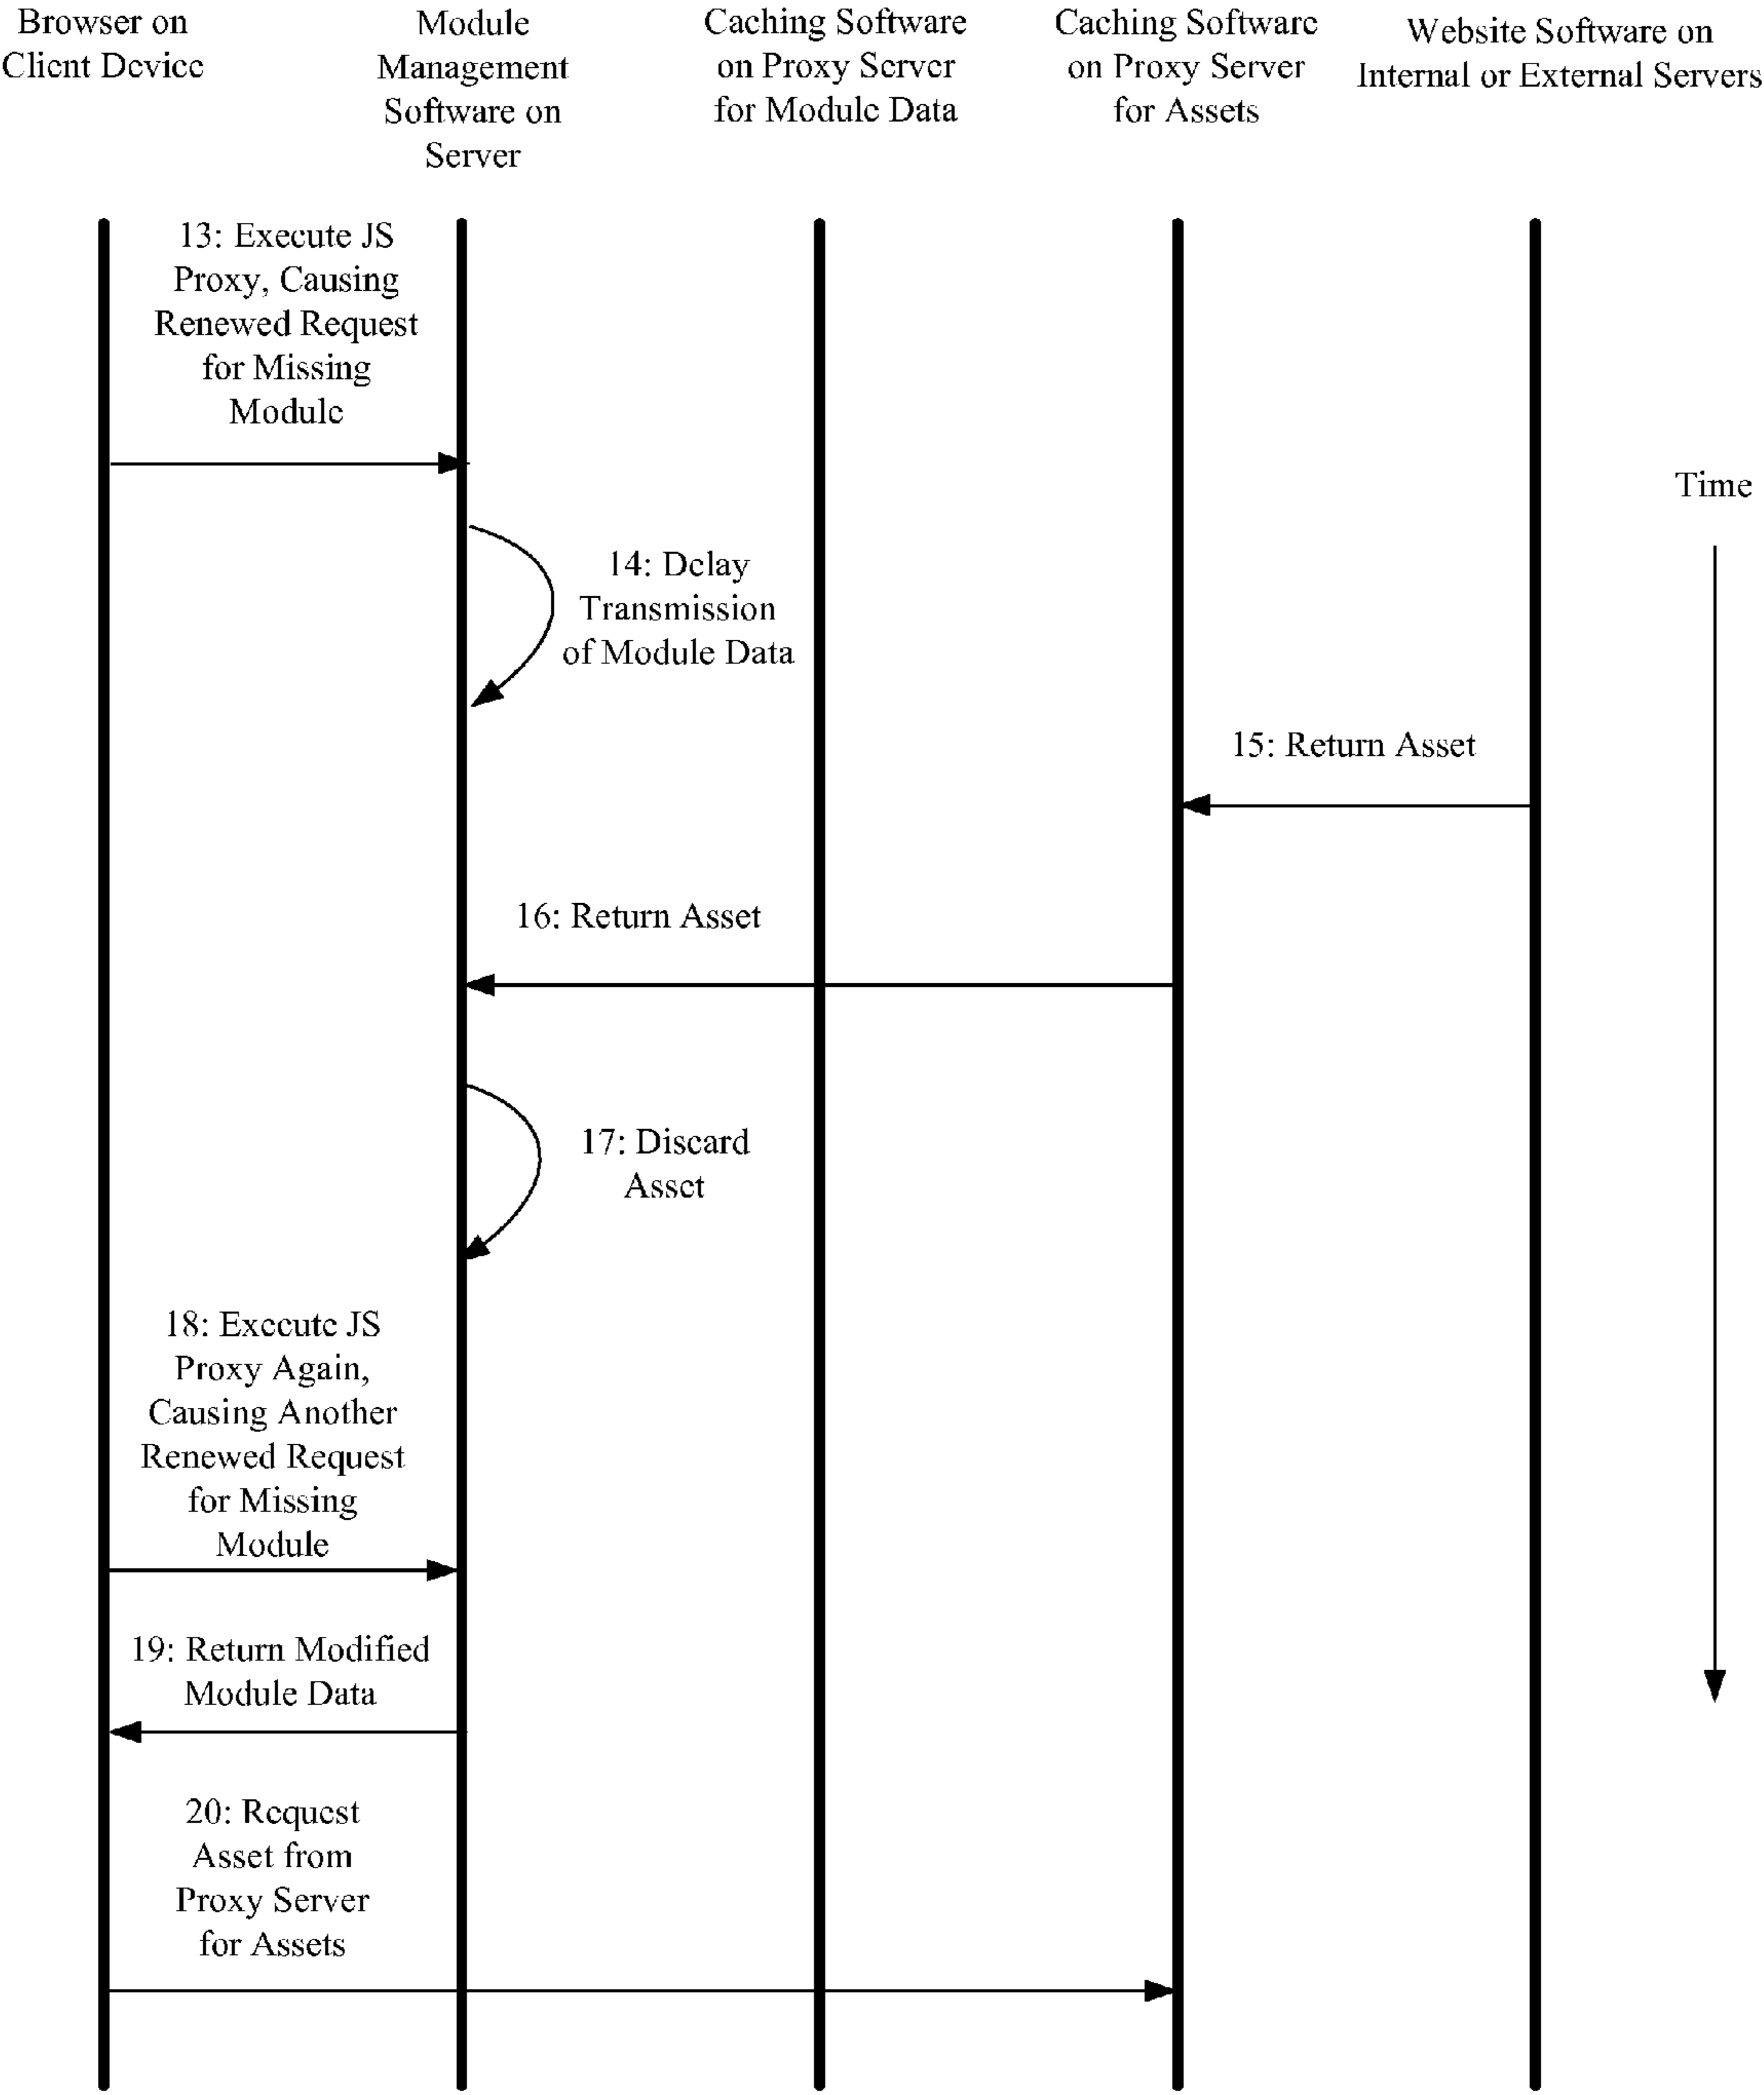 Browser on
Client Device
Module
Management
Software on
Server
Caching Software
on Proxy Server
for Module Data
Caching Software
on Proxy Server
for Assets
Website Software on
Internal or External Servers
13: Execute JS
Proxy, Causing
Renewed Request
for Missing
Module
Time
14: Delay
Transmission
of Module Data
15: Return Asset
16: Return Asset
17: Discard
Asset
18: Execute JS
Proxy Again,
Causing Another
Renewed Request
for Missing
Module
19: Return Modified
Module Data
20: Request
Asset from
Proxy Server
for Assets